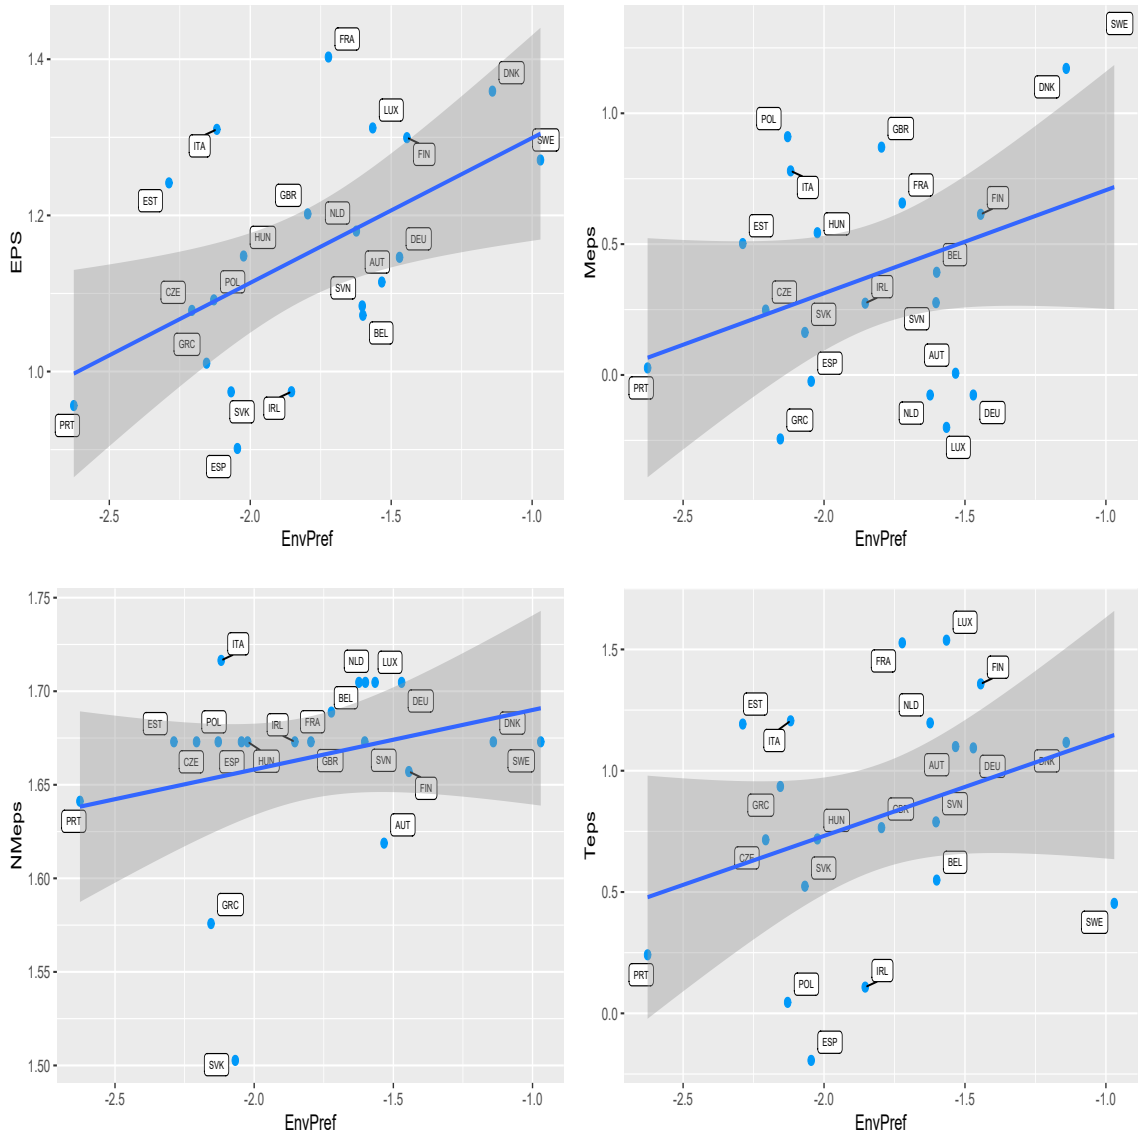 FRA
1.4
DNK
LUX
ITA
FIN
SWE
EST
GBR
NLD
1.2
HUN
DEU
AUT
CZE
POL
SVN
BEL
GRC
1.0
PRT
SVK
IRL
ESP
EPS
-2.5 -2.0 -1.5 -1.0
EnvPref
SWE
DNK
1.0
POL
GBR
ITA
FRA
FIN
EST
HUN
0.5
BEL
CZE
IRL
SVK
SVN
AUT
ESP
0.0
PRT
NLD
DEU
GRC
LUX
Meps
-2.5 -2.0 -1.5 -1.0
EnvPref
1.75
ITA
NLD
LUX
1.70
BEL
DEU
EST
POL
IRL
FRA
DNK
CZE
ESP
HUN
GBR
SVN
SWE
1.65
FIN
PRT
AUT
1.60
GRC
1.55
SVK
1.50
NMeps
-2.5 -2.0 -1.5 -1.0
EnvPref
LUX
1.5
FRA
FIN
EST
NLD
ITA
AUT
DEU
DNK
1.0
GRC
SVN
GBR
HUN
CZE
SVK
BEL
0.5
SWE
PRT
IRL
POL
0.0
ESP
Teps
-2.5 -2.0 -1.5 -1.0
EnvPref